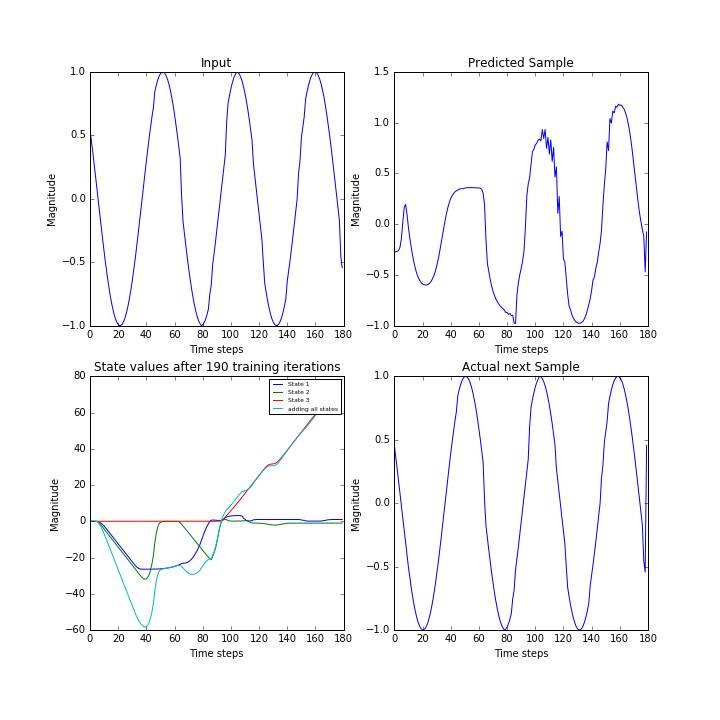 Input
Predicted Sample
1.0
0.5
0.0
−0.5
−1.0
Magnitude
0 20 40 60 80 100 120 140 160 180
Time steps
1.5
1.0
0.5
0.0
−0.5
−1.0
Magnitude
0 20 40 60 80 100 120 140 160 180
Time steps
State values after 190 training iterations
Actual next Sample
80
60
40
20
0
−20
−40
−60
Magnitude
State 1
State 2
State 3
adding all states
0 20 40 60 80 100 120 140 160 180
Time steps
1.0
0.5
0.0
−0.5
−1.0
Magnitude
0 20 40 60 80 100 120 140 160 180
Time steps